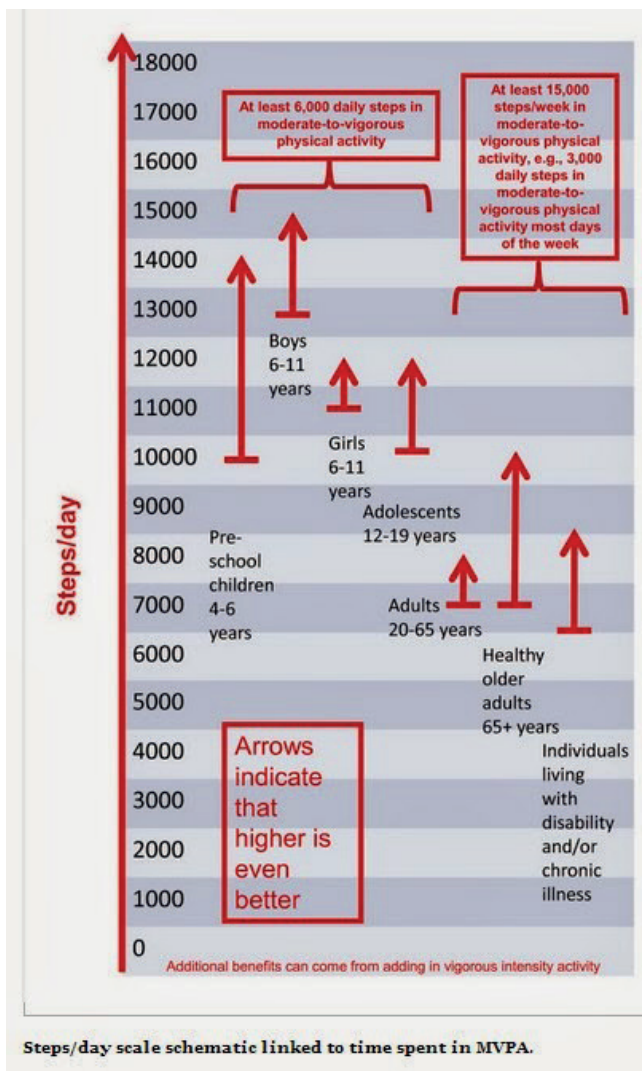 18000
17000
16000
15000
14000
13000
12000
11000
10000
9000
8000
7000
6000
5000
4000
3000
2000
1000
0
Steps/day
At least 6,000 daily steps in
moderate-to-vigorous
physical activity
At least 15,000
steps/week in
moderate-to-
vigorous physical
activity, e.g., 3,000
daily steps in
moderate-to-
vigorous physical
activity most days
of the week
Pre-
school
children
4-6
years
Boys
6-11
years
Girls
6-11
years
Adolescents
12-19 years
Adults
20-65 years
Healthy
older
adults
65+ years
Individuals
living
with
disability
and/or
chronic
illness
Arrows
indicate
that
higher is
even
better
Additional benefits can come from adding in vigorous intensity activity
Steps/day scale schematic linked to time spent in MVPA.